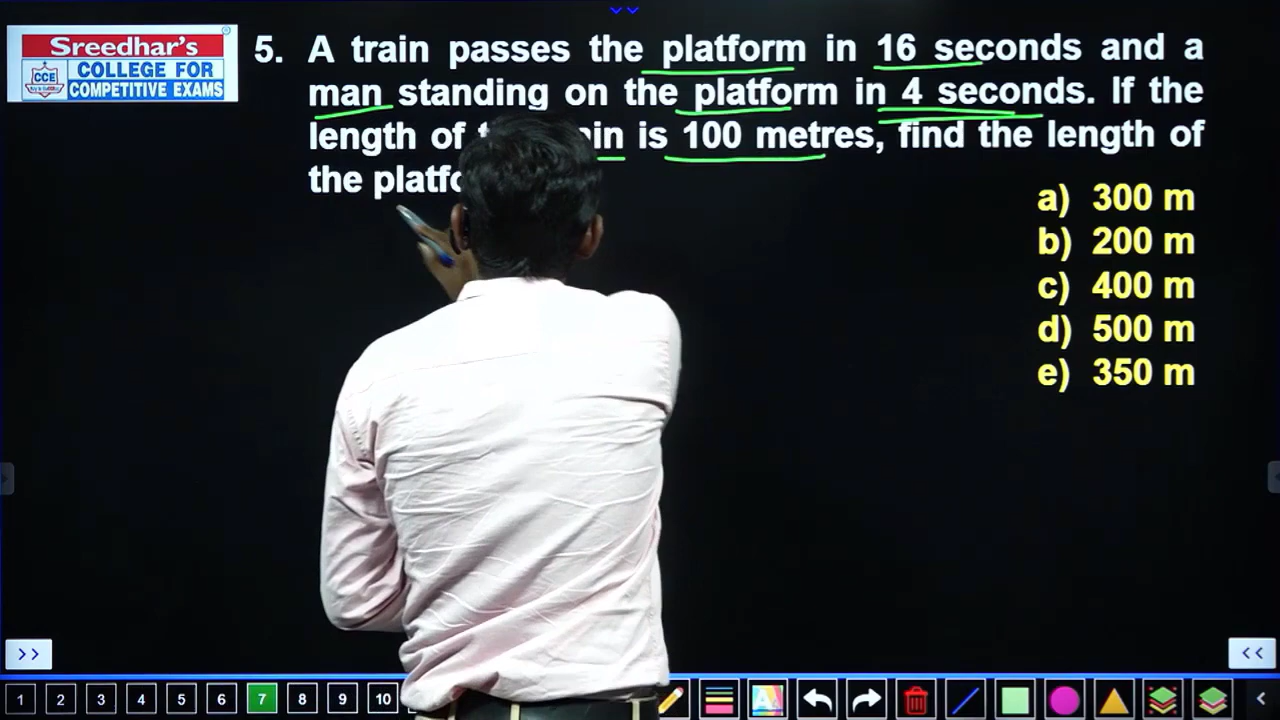 Sreedhar's
CCE
COLLEGE FOR
COMPETITIVE EXAMS
5. A train passes the platform in 16 seconds and a
man standing on the platform in 4 seconds. If the
length of is 100 metres, find the length of
the
a) 300 m
b) 200 m
c) 400 m
d) 500 m
e) 350 m
>> <<
1 2 3 4 5 6 7 8 9 10